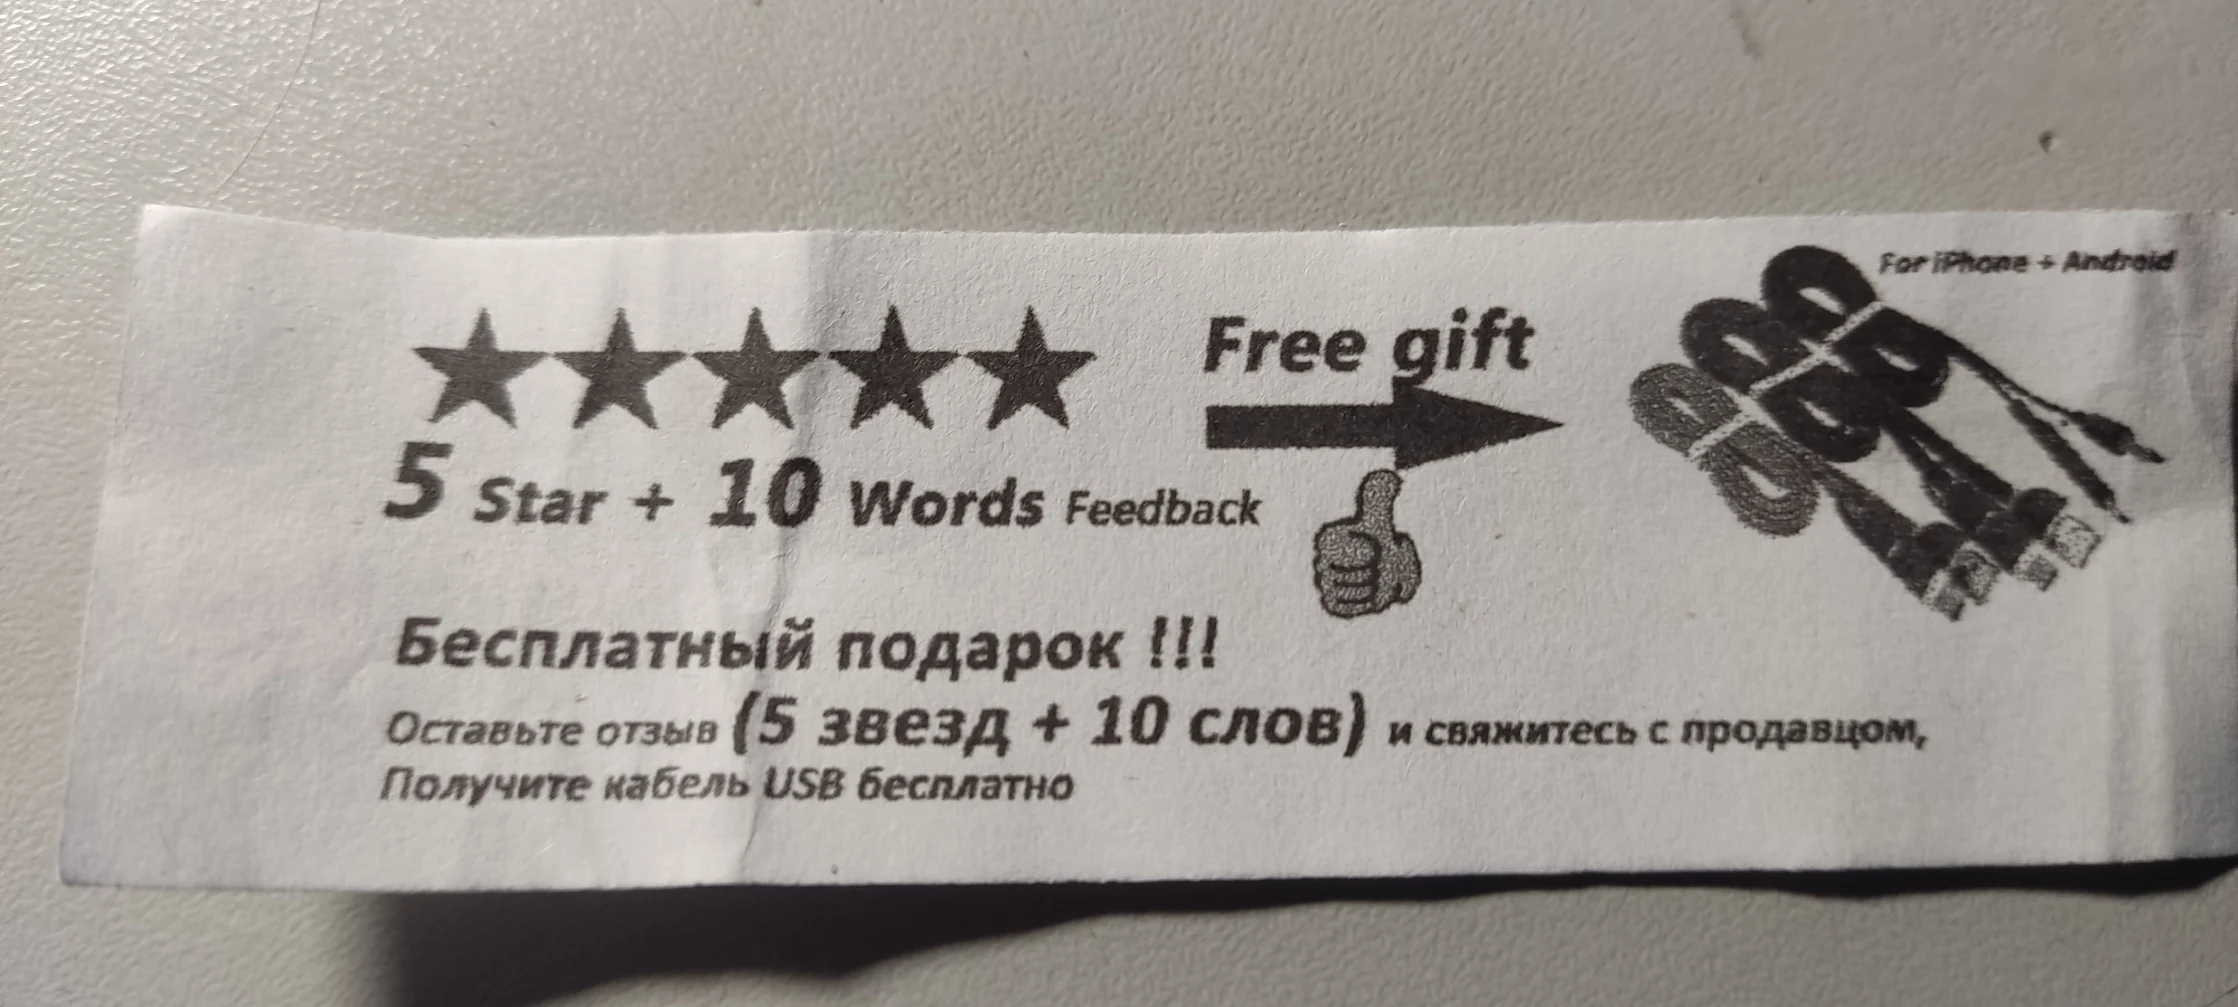 For iPhone + Android
Free gift
5 Star + 10 Words Feedback
Бесплатный подарок !!!
Оставьте отзыв (5 звезд + 10 слов) и свяжитесь с продавцом,
Получите кабель USB бесплатно